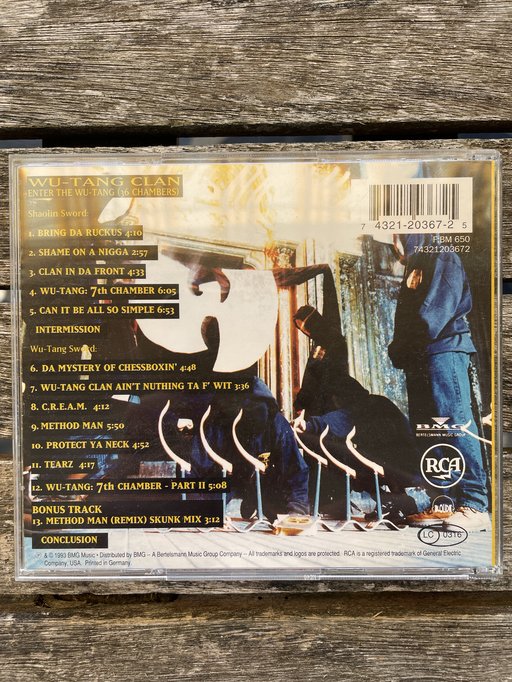 WU-TANG CLAN
ENTER THE WU-TANG (36 CHAMBERS)
Shaolin Sword:
1. BRING DA RUCKUS 4:10
2. SHAME ON A NIGGA 2:57
3. CLAN IN DA FRONT 4:33
4. WU-TANG: 7th CHAMBER 6:05
5. CAN IT BE ALL SO SIMPLE 6:53
INTERMISSION
Wu-Tang Sword:
6. DA MYSTERY OF CHESSBOXIN' 4:48
7. WU-TANG CLAN AIN'T NUTHING TA F' WIT 3:36
8. C.R.E.A.M. 4:12
9. METHOD MAN 5:50
10. PROTECT YA NECK 4:52
11. TEARZ 4:17
12. WU-TANG: 7th CHAMBER - PART II 5:08
BONUS TRACK
13. METHOD MAN (REMIX) SKUNK MIX 3:12
CONCLUSION
7 4321-20367-2 5
PBM 650
74321203672
BMG
BERTELSMANN MUSIC GROUP
RCA
LOUD
LC 0316
℗ & © 1993 BMG Music • Distributed by BMG – A Bertelsmann Music Group Company – All trademarks and logos are protected. RCA is a registered trademark of General Electric
Company, USA. Printed in Germany.